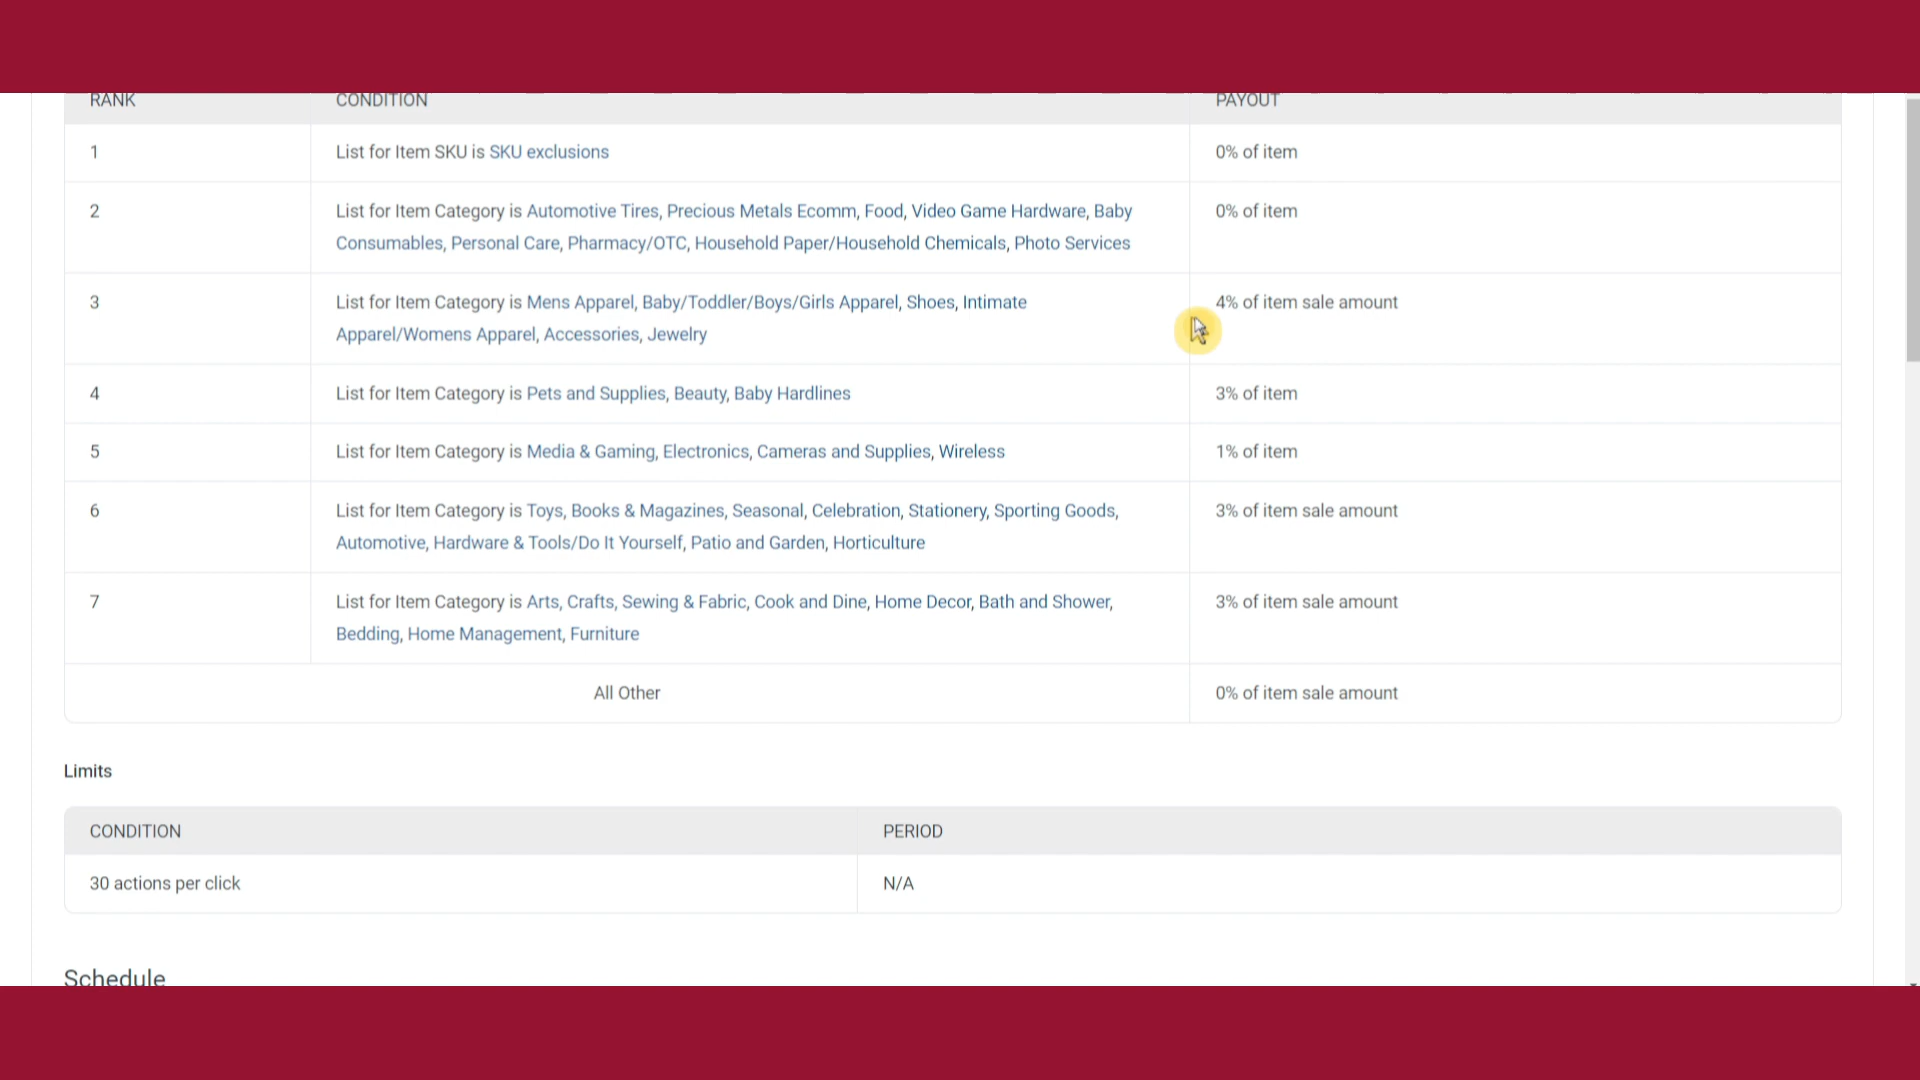 RANK CONDITION PAYOUT
1 List for Item SKU is SKU exclusions 0% of item
2 List for Item Category is Automotive Tires, Precious Metals Ecomm, Food, Video Game Hardware, Baby 0% of item
Consumables, Personal Care, Pharmacy/OTC, Household Paper/Household Chemicals, Photo Services
3 List for Item Category is Mens Apparel, Baby/Toddler/Boys/Girls Apparel, Shoes, Intimate 4% of item sale amount
Apparel/Womens Apparel, Accessories, Jewelry
4 List for Item Category is Pets and Supplies, Beauty, Baby Hardlines 3% of item
5 List for Item Category is Media & Gaming, Electronics, Cameras and Supplies, Wireless 1% of item
6 List for Item Category is Toys, Books & Magazines, Seasonal, Celebration, Stationery, Sporting Goods, 3% of item sale amount
Automotive, Hardware & Tools/Do It Yourself, Patio and Garden, Horticulture
7 List for Item Category is Arts, Crafts, Sewing & Fabric, Cook and Dine, Home Decor, Bath and Shower, 3% of item sale amount
Bedding, Home Management, Furniture
All Other 0% of item sale amount
Limits
CONDITION PERIOD
30 actions per click N/A
Schedule